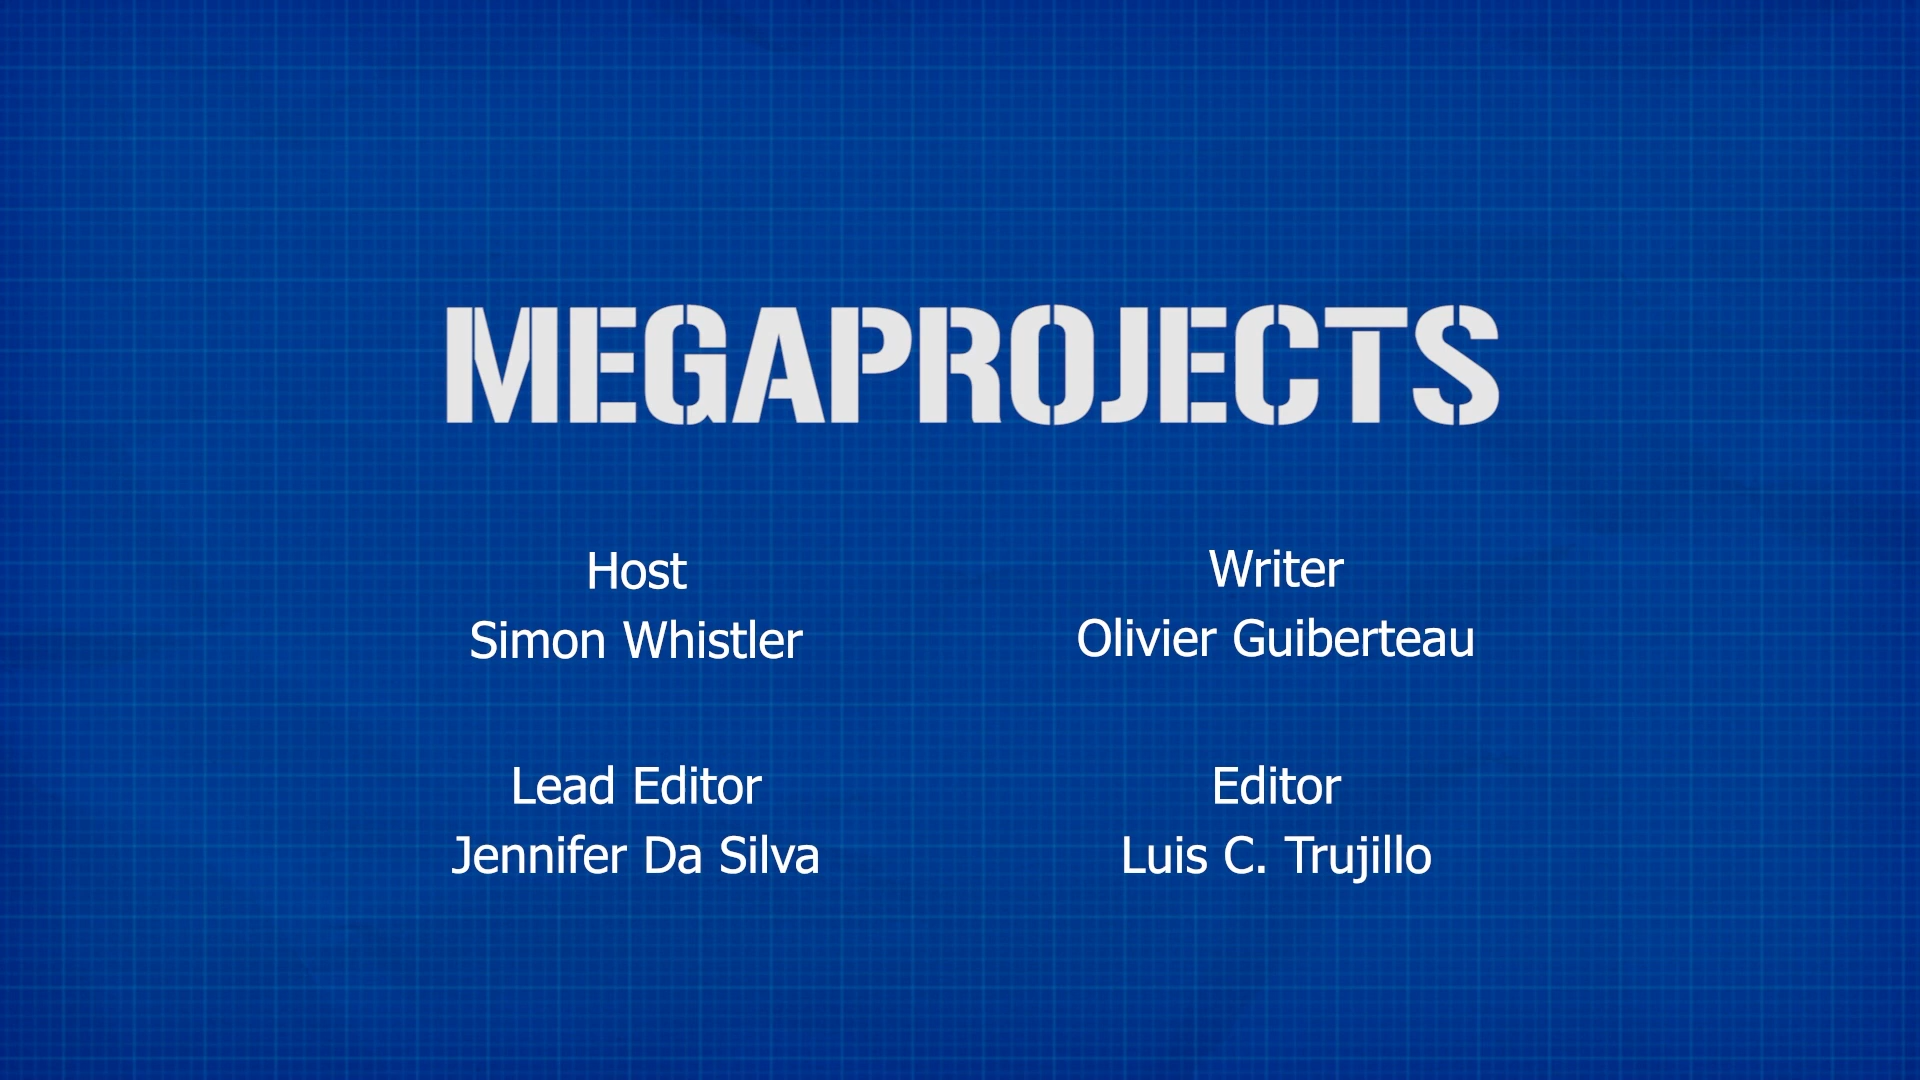 MEGAPROJECTS
Host
Simon Whistler
Writer
Olivier Guiberteau
Lead Editor
Jennifer Da Silva
Editor
Luis C. Trujillo